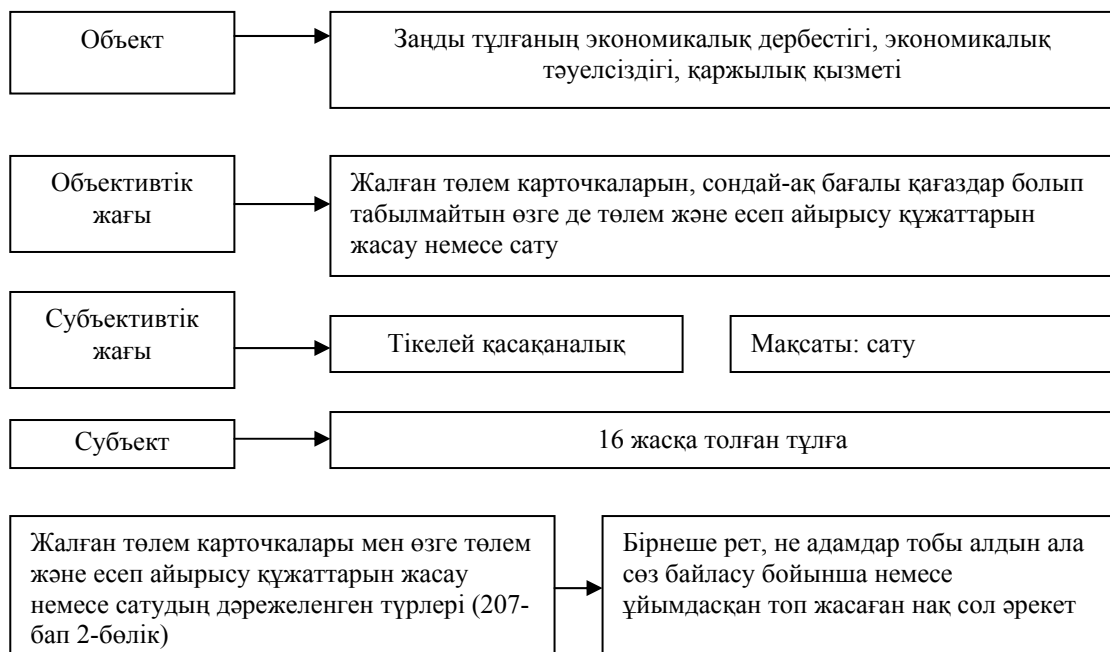 Объект
Заңды тұлғаның экономикалық дербестігі, экономикалық
тәуелсіздігі, қаржылық қызметі
Объективтік
жағы
Жалған төлем карточкаларын, сондай-ақ бағалы қағаздар болып
табылмайтын өзге де төлем және есеп айырысу құжаттарын
жасау немесе сату
Субъективтік
жағы
Тікелей қасақаналық
Мақсаты: сату
Субъект
16 жасқа толған тұлға
Жалған төлем карточкалары мен өзге төлем
және есеп айырысу құжаттарын жасау
немесе сатудың дәрежеленген түрлері (207-
бап 2-бөлік)
Бірнеше рет, не адамдар тобы алдын ала
сөз байласу бойынша немесе
ұйымдасқан топ жасаған нақ сол әрекет